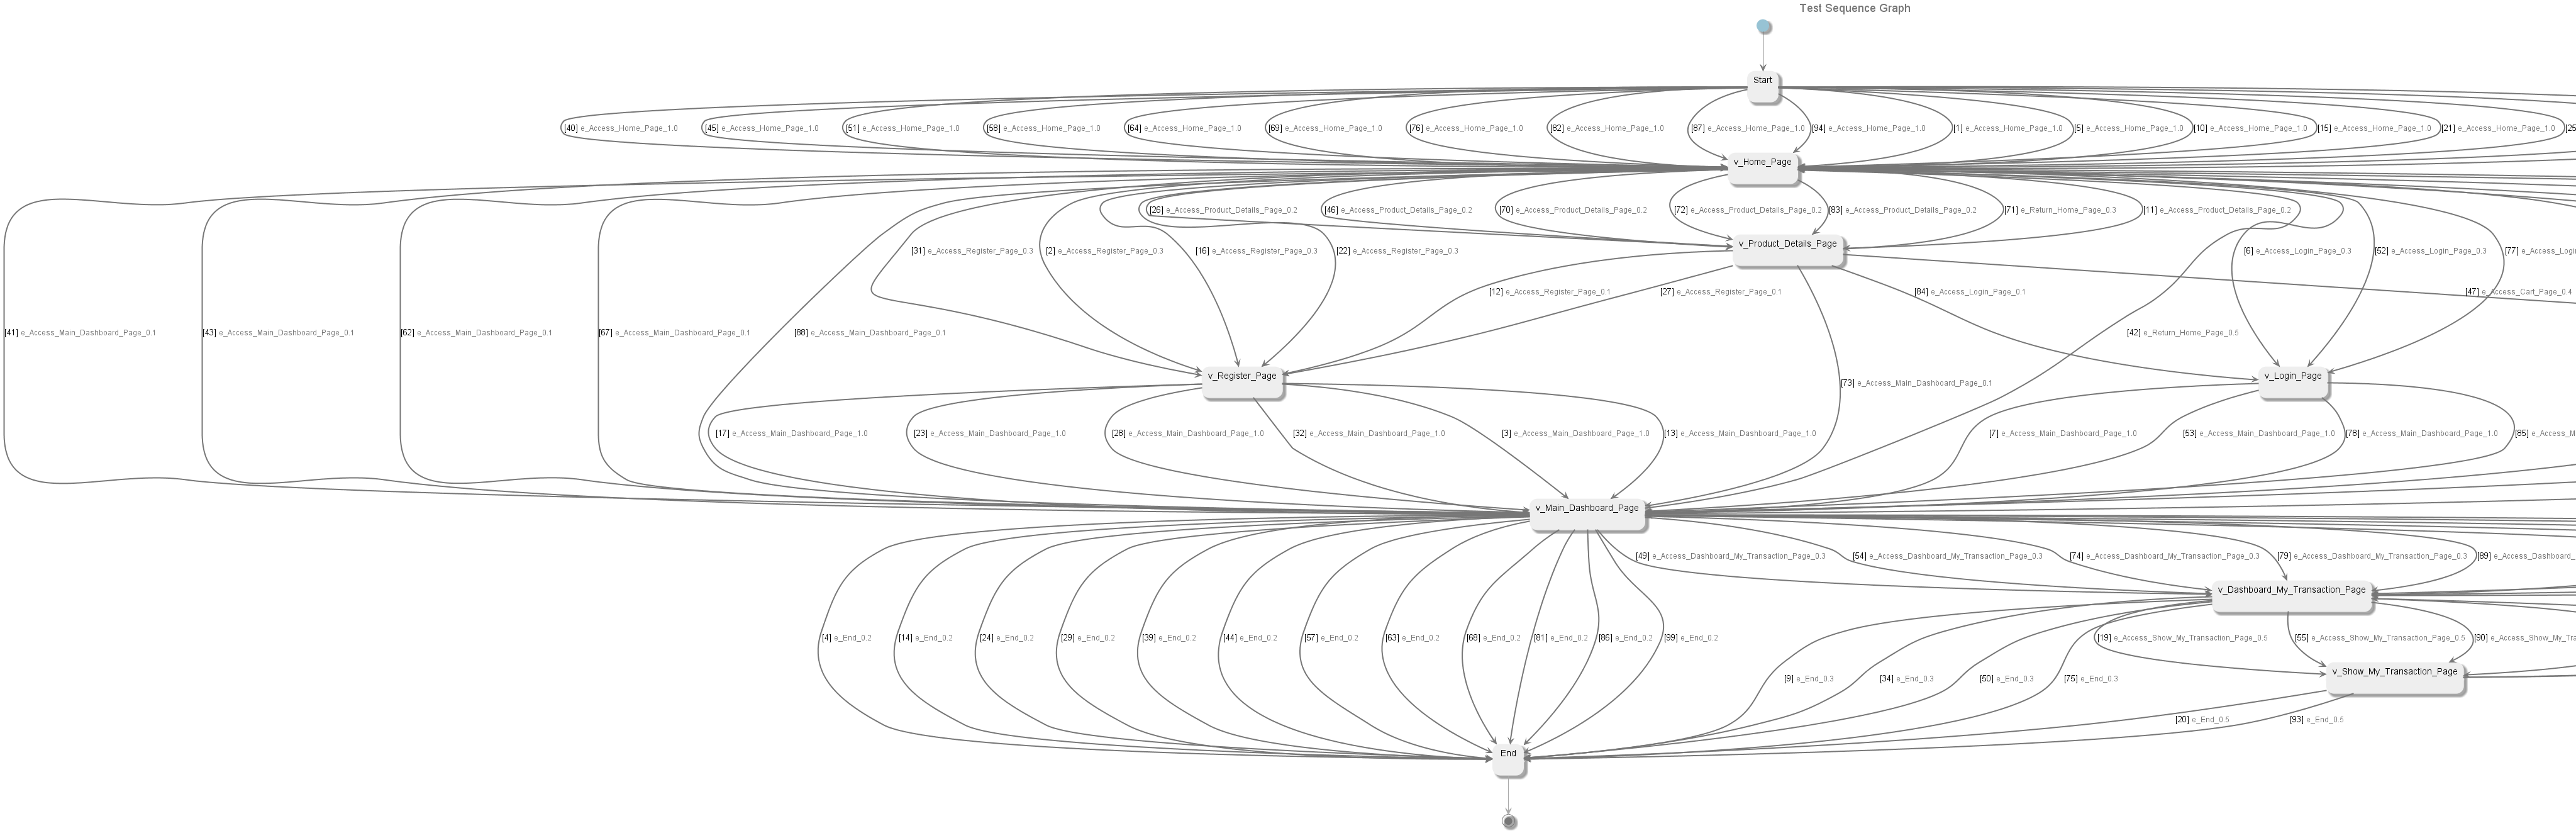 Test Sequence Graph
Start
[40] e_Access_Home_Page_1.0
[45] e_Access_Home_Page_1.0
[51] e_Access_Home_Page_1.0
[58] e_Access_Home_Page_1.0
[64] e_Access_Home_Page_1.0
[69] e_Access_Home_Page_1.0
[76] e_Access_Home_Page_1.0
[82] e_Access_Home_Page_1.0
[87] e_Access_Home_Page_1.0
[94] e_Access_Home_Page_1.0
[1] e_Access_Home_Page_1.0
[5] e_Access_Home_Page_1.0
[10] e_Access_Home_Page_1.0
[15] e_Access_Home_Page_1.0
[21] e_Access_Home_Page_1.0
[25
v_Home_Page
[26] e_Access_Product_Details_Page_0.2
[46] e_Access_Product_Details_Page_0.2
[70] e_Access_Product_Details_Page_0.2
[72] e_Access_Product_Details_Page_0.2
[83] e_Access_Product_Details_Page_0.2
[71] e_Return_Home_Page_0.3
[11] e_Access_Product_Details_Page_0.2
v_Product_Details_Page
[31] e_Access_Register_Page_0.3
[2] e_Access_Register_Page_0.3
[16] e_Access_Register_Page_0.3
[22] e_Access_Register_Page_0.3
[6] e_Access_Login_Page_0.3
[52] e_Access_Login_Page_0.3
[77] e_Access_Logi
[12] e_Access_Register_Page_0.1
[27] e_Access_Register_Page_0.1
[84] e_Access_Login_Page_0.1
[47] e_Access_Cart_Page_0.4
[41] e_Access_Main_Dashboard_Page_0.1
[43] e_Access_Main_Dashboard_Page_0.1
[62] e_Access_Main_Dashboard_Page_0.1
[67] e_Access_Main_Dashboard_Page_0.1
[88] e_Access_Main_Dashboard_Page_0.1
[42] e_Return_Home_Page_0.5
v_Register_Page
[73] e_Access_Main_Dashboard_Page_0.1
v_Login_Page
[17] e_Access_Main_Dashboard_Page_1.0
[23] e_Access_Main_Dashboard_Page_1.0
[28] e_Access_Main_Dashboard_Page_1.0
[32] e_Access_Main_Dashboard_Page_1.0
[3] e_Access_Main_Dashboard_Page_1.0
[13] e_Access_Main_Dashboard_Page_1.0
[7] e_Access_Main_Dashboard_Page_1.0
[53] e_Access_Main_Dashboard_Page_1.0
[78] e_Access_Main_Dashboard_Page_1.0
[85] e_Access_M
v_Main_Dashboard_Page
[49] e_Access_Dashboard_My_Transaction_Page_0.3
[54] e_Access_Dashboard_My_Transaction_Page_0.3
[74] e_Access_Dashboard_My_Transaction_Page_0.3
[79] e_Access_Dashboard_My_Transaction_Page_0.3
[89] e_Access_Dashboard_
v_Dashboard_My_Transaction_Page
[4] e_End_0.2
[14] e_End_0.2
[24] e_End_0.2
[29] e_End_0.2
[39] e_End_0.2
[44] e_End_0.2
[57] e_End_0.2
[63] e_End_0.2
[68] e_End_0.2
[81] e_End_0.2
[86] e_End_0.2
[99] e_End_0.2
[19] e_Access_Show_My_Transaction_Page_0.5
[55] e_Access_Show_My_Transaction_Page_0.5
[90] e_Access_Show_My_Tra
[9] e_End_0.3
[34] e_End_0.3
[50] e_End_0.3
[75] e_End_0.3
v_Show_My_Transaction_Page
[20] e_End_0.5
[93] e_End_0.5
End